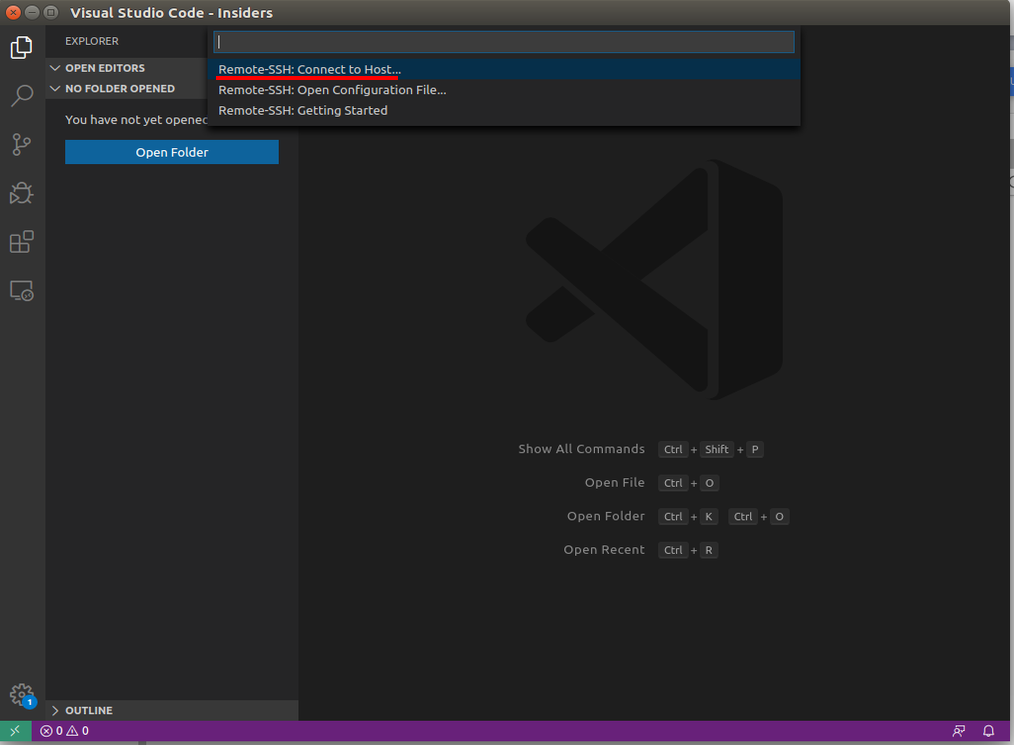 Visual Studio Code - Insiders
EXPLORER
OPEN EDITORS
NO FOLDER OPENED
You have not yet opened
Open Folder
Remote-SSH: Connect to Host...
Remote-SSH: Open Configuration File...
Remote-SSH: Getting Started
Show All Commands Ctrl + Shift + P
Open File Ctrl + O
Open Folder Ctrl + K Ctrl + O
Open Recent Ctrl + R
1
OUTLINE
0 0